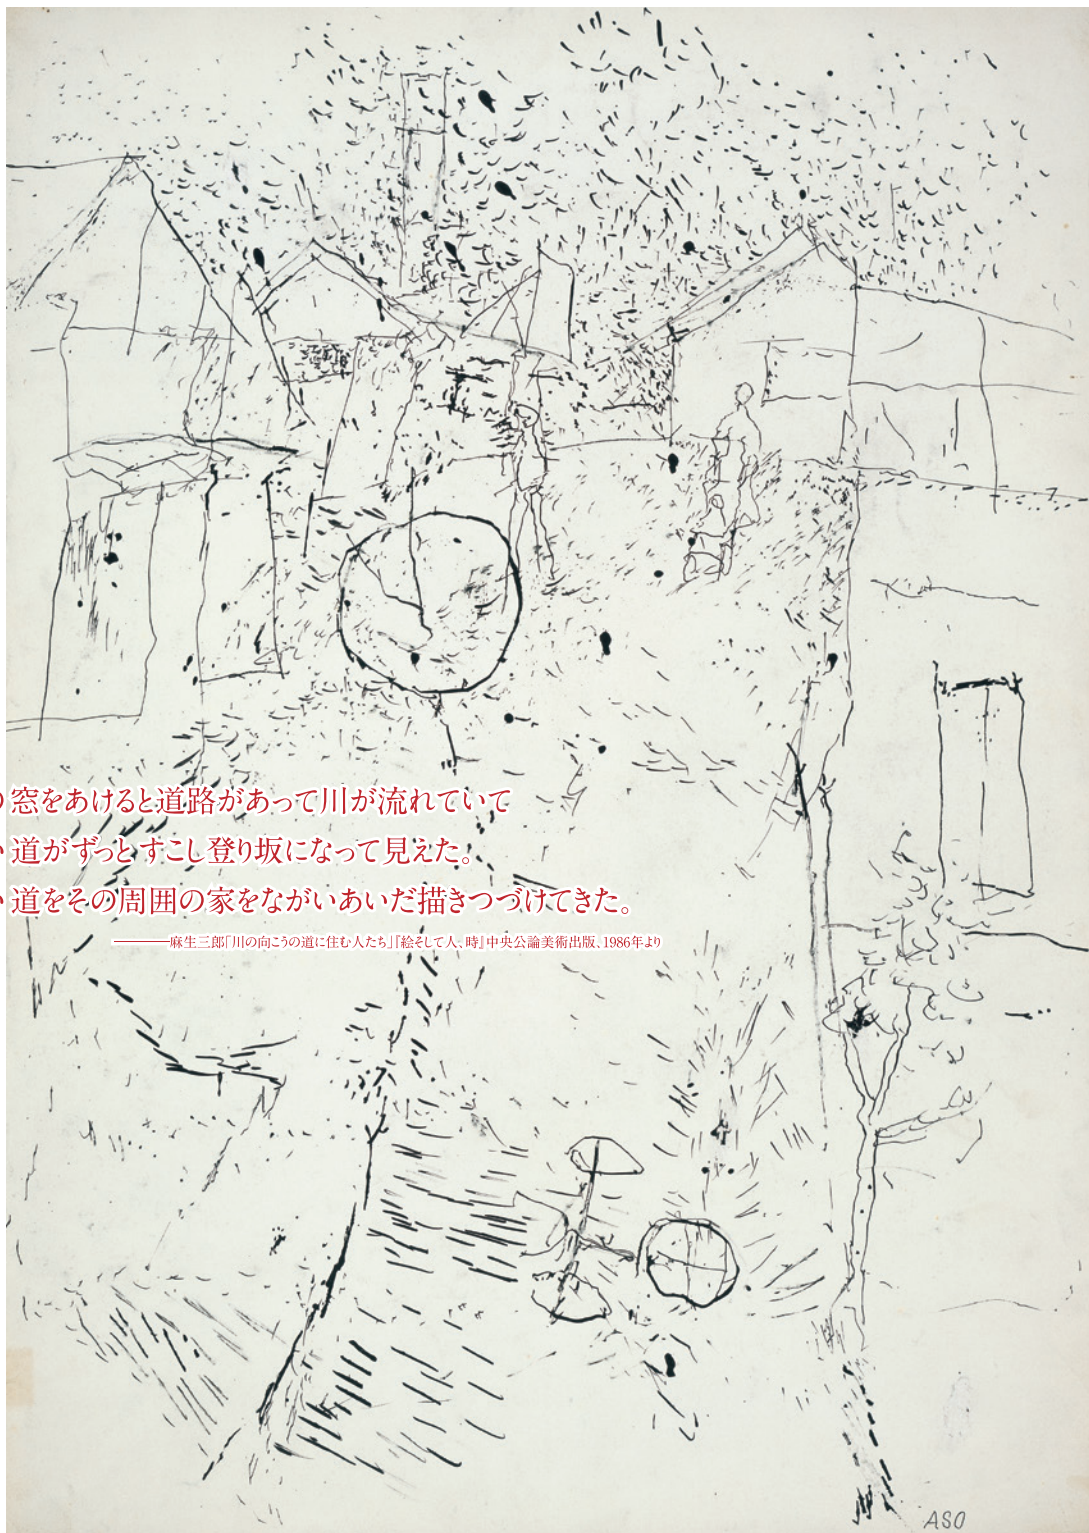 窓をあけると道路があって川が流れていて
道がずっとすこし登り坂になって見えた。
道をその周囲の家をながいあいだ描きつづけてきた。
───麻生三郎「川の向こうの道に住む人たち」『絵そして人、時』中央公論美術出版、1986年より
ASO